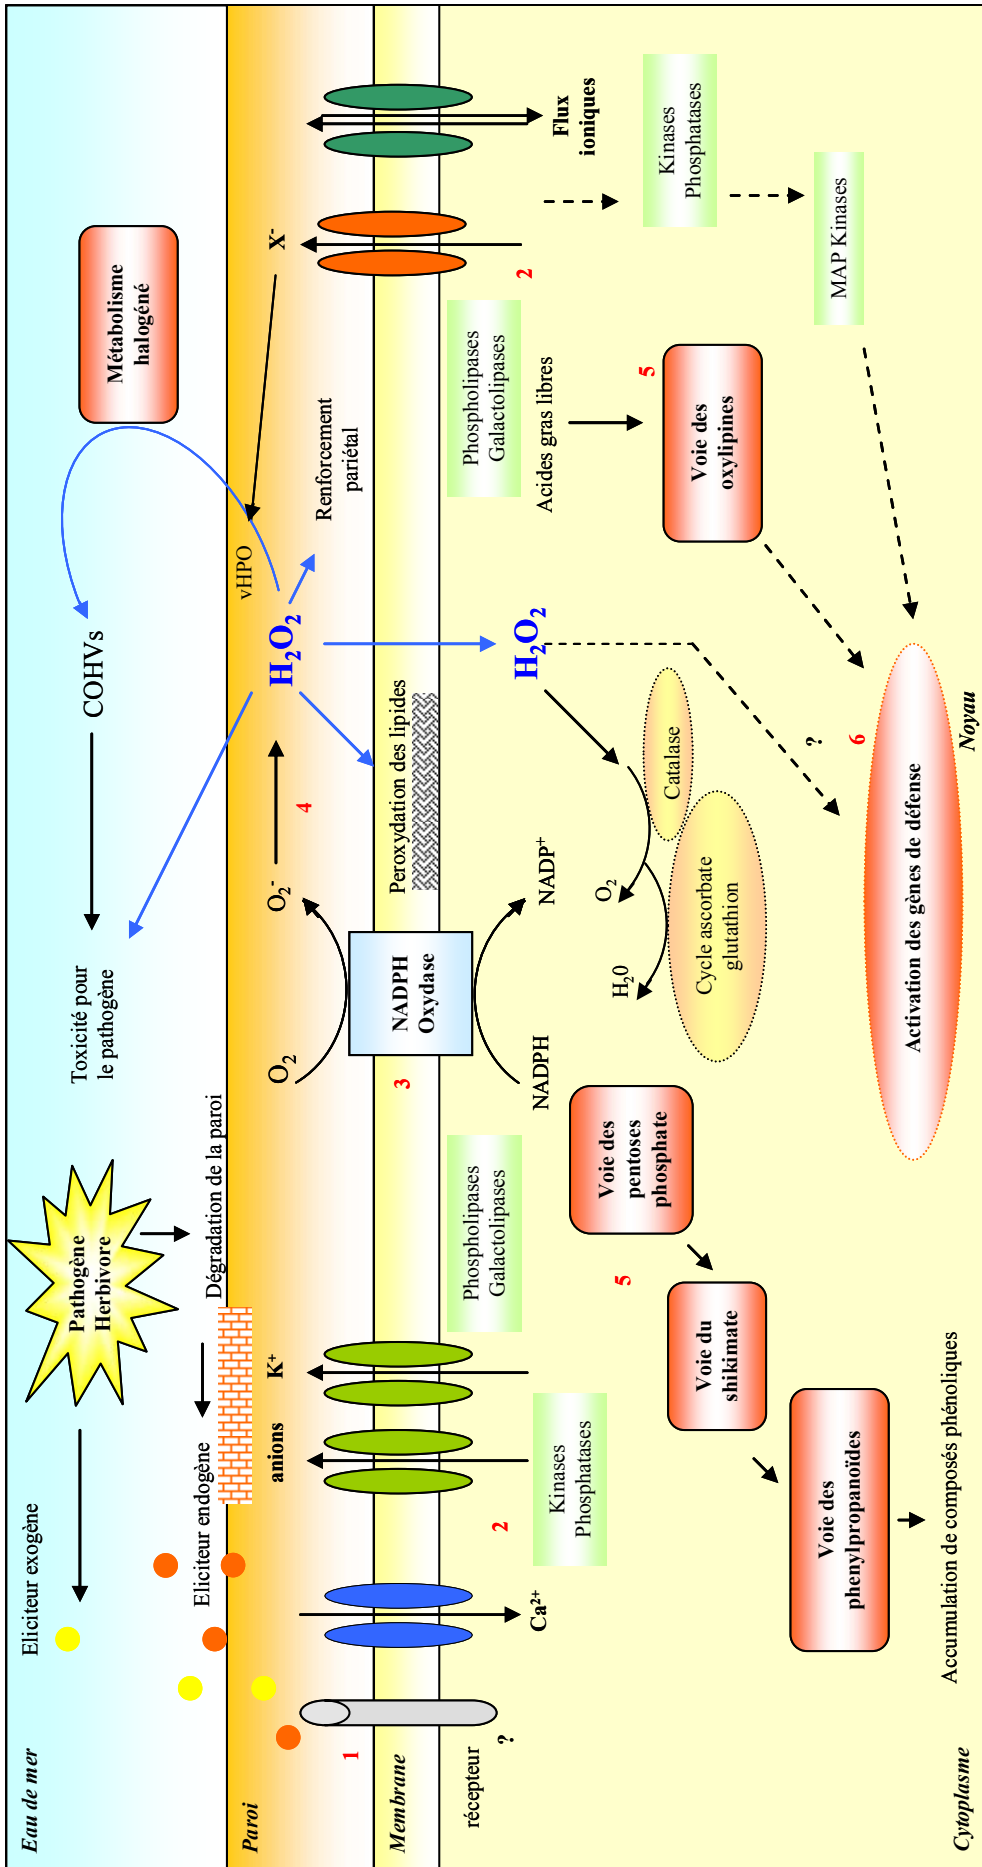 Eau de mer
Eliciteur exogène
Pathogène
Herbivore
Toxicité pour
le pathogène
COHVs
Métabolisme
halogéné
Eliciteur endogène
Dégradation de la paroi
Paroi
anions
K⁺
O₂
O₂⁻
4
H₂O₂
vHPO
Renforcement
pariétal
X⁻
1
Membrane
3
NADPH
Oxydase
Peroxydation des lipides
récepteur
?
Ca²⁺
2
Kinases
Phosphatases
Phospholipases
Galactolipases
NADPH
NADP⁺
H₂O₂
Phospholipases
Galactolipases
Acides gras libres
2
Flux
ioniques
Kinases
Phosphatases
MAP Kinases
5
Voie des
pentoses
phosphate
Voie du
shikimate
Voie des
phenylpropanoïdes
Accumulation de composés phénoliques
H₂0
O₂
Catalase
Cycle ascorbate
glutathion
5
Voie des
oxylipines
?
6
Activation des gènes de défense
Noyau
Cytoplasme